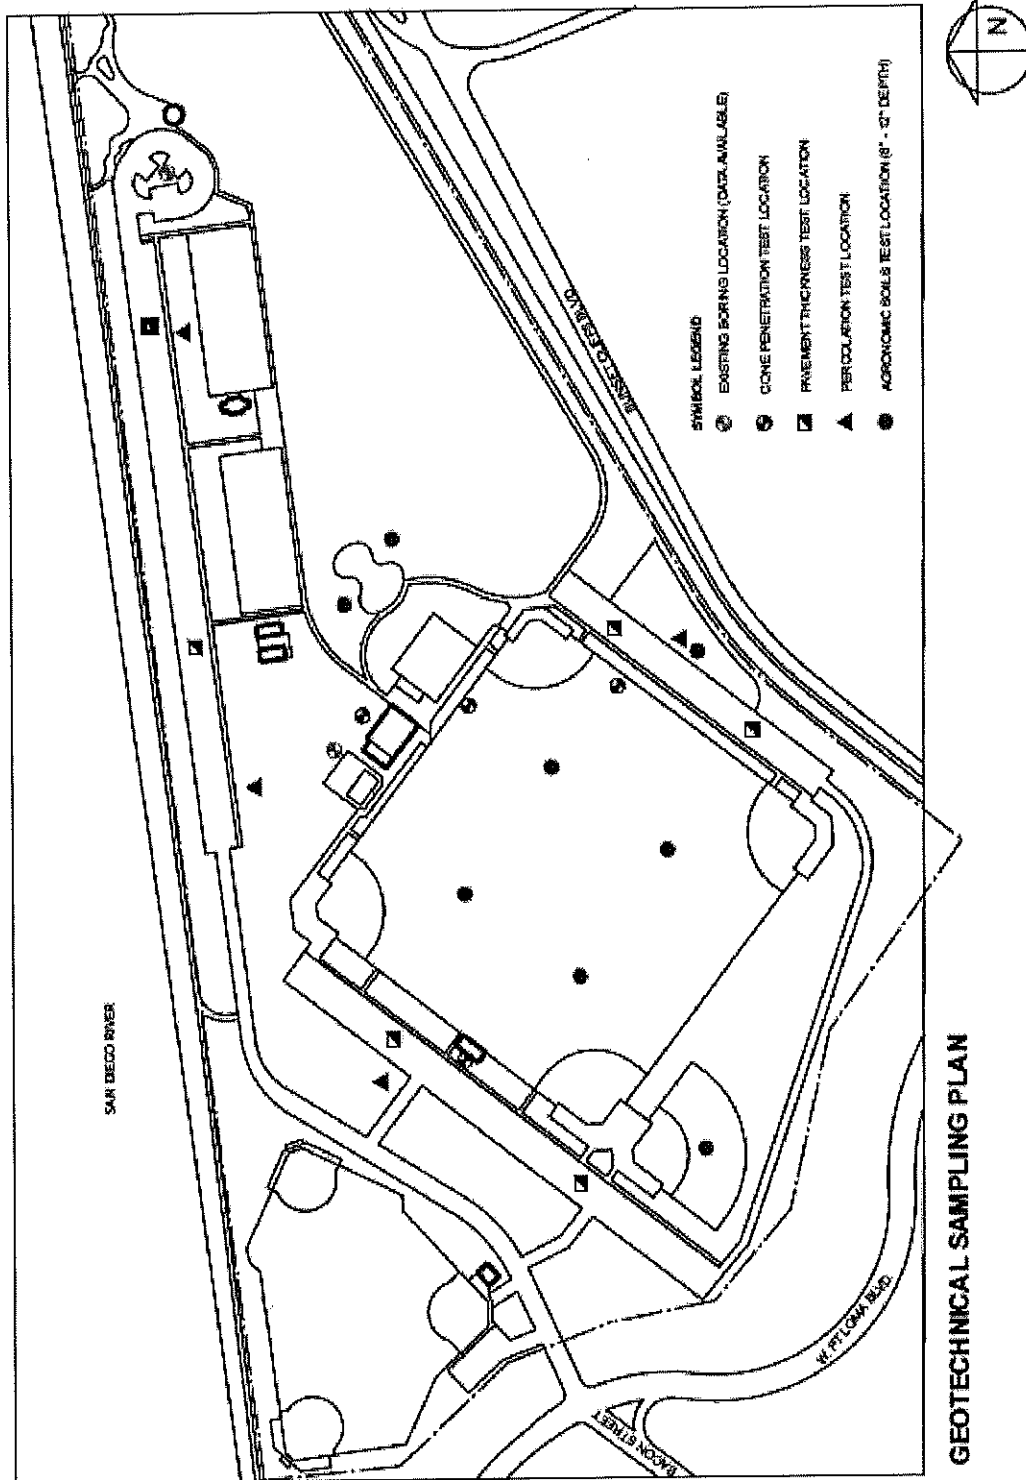 SAN DIEGO RIVER
SUNSET CLIFFS BLVD.
SYMBOL LEGEND
EXISTING BORING LOCATION (DATA AVAILABLE)
CONE PENETRATION TEST LOCATION
PAVEMENT THICKNESS TEST LOCATION
PERCOLATION TEST LOCATION
AGRONOMIC SOILS TEST LOCATION (8" - 12" DEPTH)
W. PT LOMA BLVD.
BACON STREET
GEOTECHNICAL SAMPLING PLAN
N